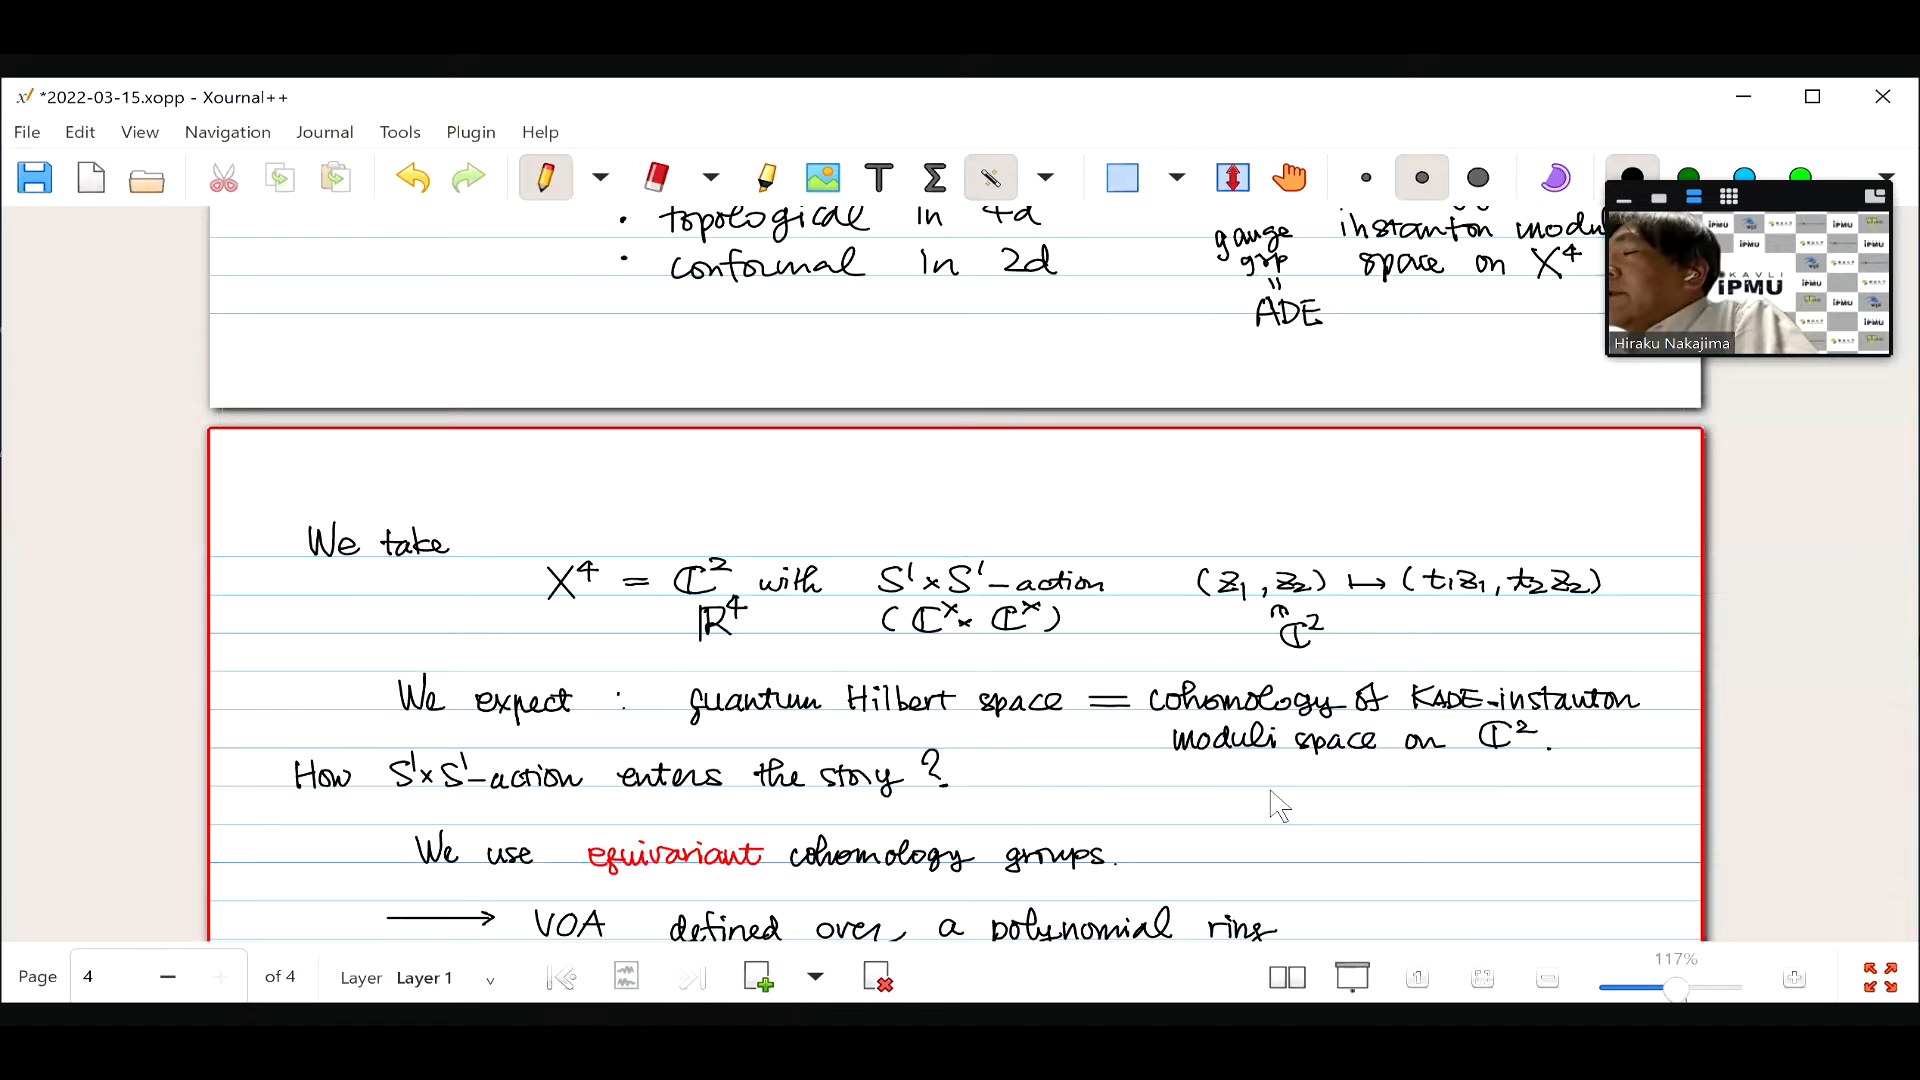 *2022-03-15.xopp - Xournal++
File Edit View Navigation Journal Tools Plugin Help
• topological in 4d
• conformal in 2d
gauge grp
=
ADE
instanton modu
space on X⁴
KAVLI
IPMU
Hiraku Nakajima
We take
X⁴ = ℂ² with S¹×S¹-action (z₁, z₂) ↦ (t₁z₁, t₂z₂)
ℝ⁴ (ℂ^× × ℂ^×) ℂ²
We expect : quantum Hilbert space = cohomology of KADE-instanton
moduli space on ℂ².
How S¹×S¹-action enters the story?
We use equivariant cohomology groups.
⟶ VOA defined over a polynomial ring
Page 4 of 4 Layer Layer 1 117%